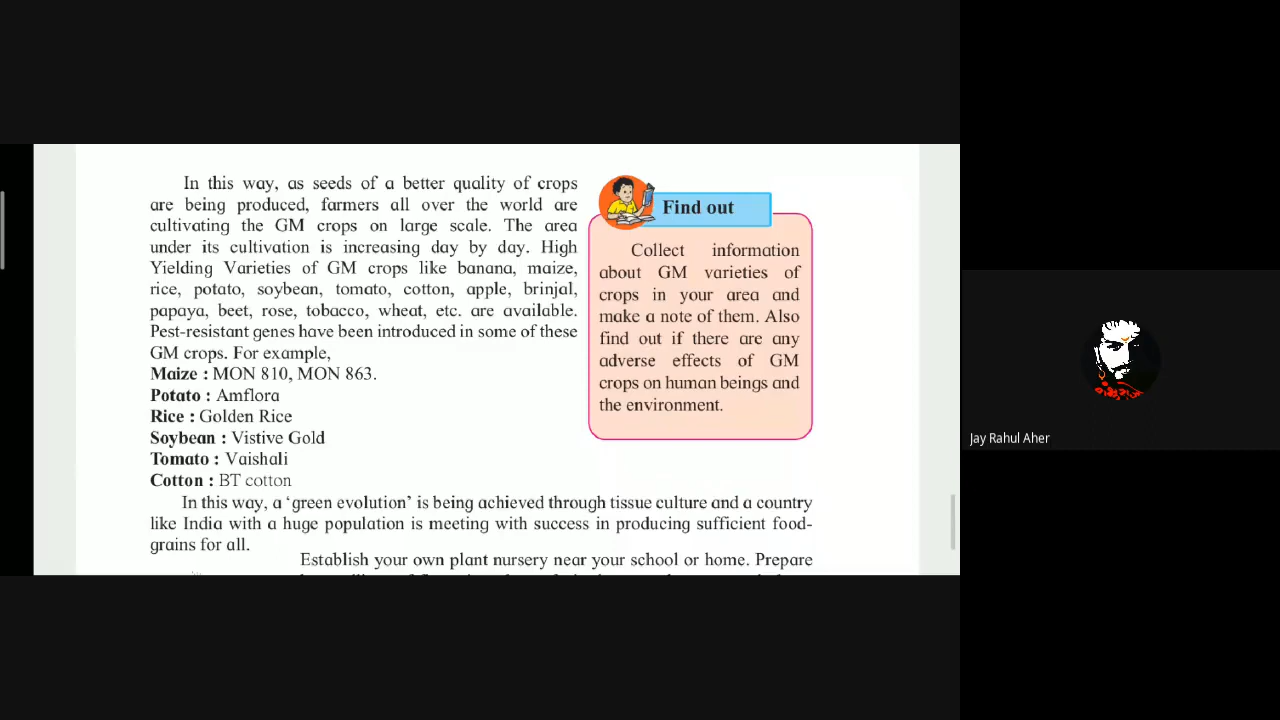 In this way, as seeds of a better quality of crops
are being produced, farmers all over the world are
cultivating the GM crops on large scale. The area
under its cultivation is increasing day by day. High
Yielding Varieties of GM crops like banana, maize,
rice, potato, soybean, tomato, cotton, apple, brinjal,
papaya, beet, rose, tobacco, wheat, etc. are available.
Pest-resistant genes have been introduced in some of these
GM crops. For example,
Maize : MON 810, MON 863.
Potato : Amflora
Rice : Golden Rice
Soybean : Vistive Gold
Tomato : Vaishali
Cotton : BT cotton
Find out
Collect information
about GM varieties of
crops in your area and
make a note of them. Also
find out if there are any
adverse effects of GM
crops on human beings and
the environment.
In this way, a ‘green evolution’ is being achieved through tissue culture and a country
like India with a huge population is meeting with success in producing sufficient food-
grains for all.
Establish your own plant nursery near your school or home. Prepare
Jay Rahul Aher